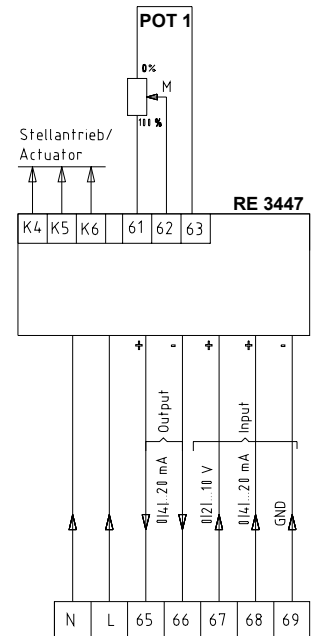 POT 1
0%
M
100 %
Stellantrieb/
Actuator
RE 3447
K4 K5 K6 61 62 63
+ - + + -
Output
0(4)...20 mA
Input
0(2)...10 V
0(4)...20 mA
GND
N L 65 66 67 68 69